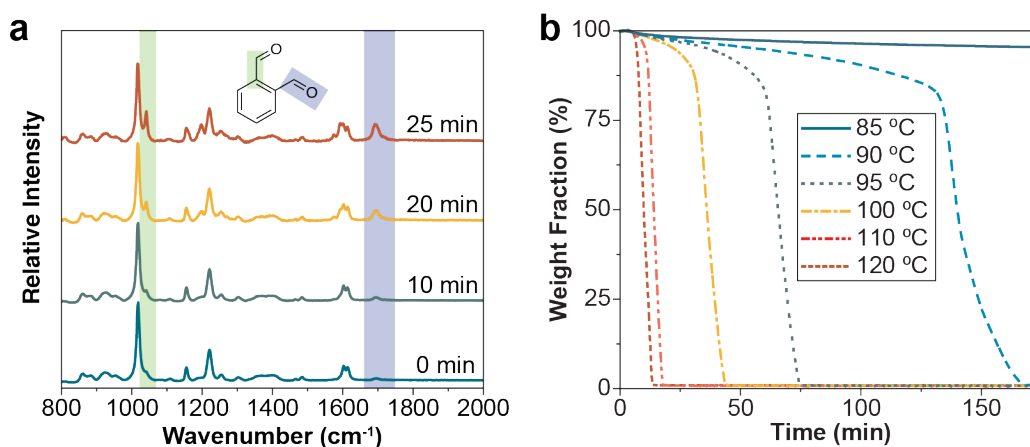 a
Relative Intensity
O
O
25 min
20 min
10 min
0 min
800 1000 1200 1400 1600 1800 2000
Wavenumber (cm⁻¹)
b
Weight Fraction (%)
100
75
50
25
0
85 ºC
90 ºC
95 ºC
100 ºC
110 ºC
120 ºC
0 50 100 150
Time (min)